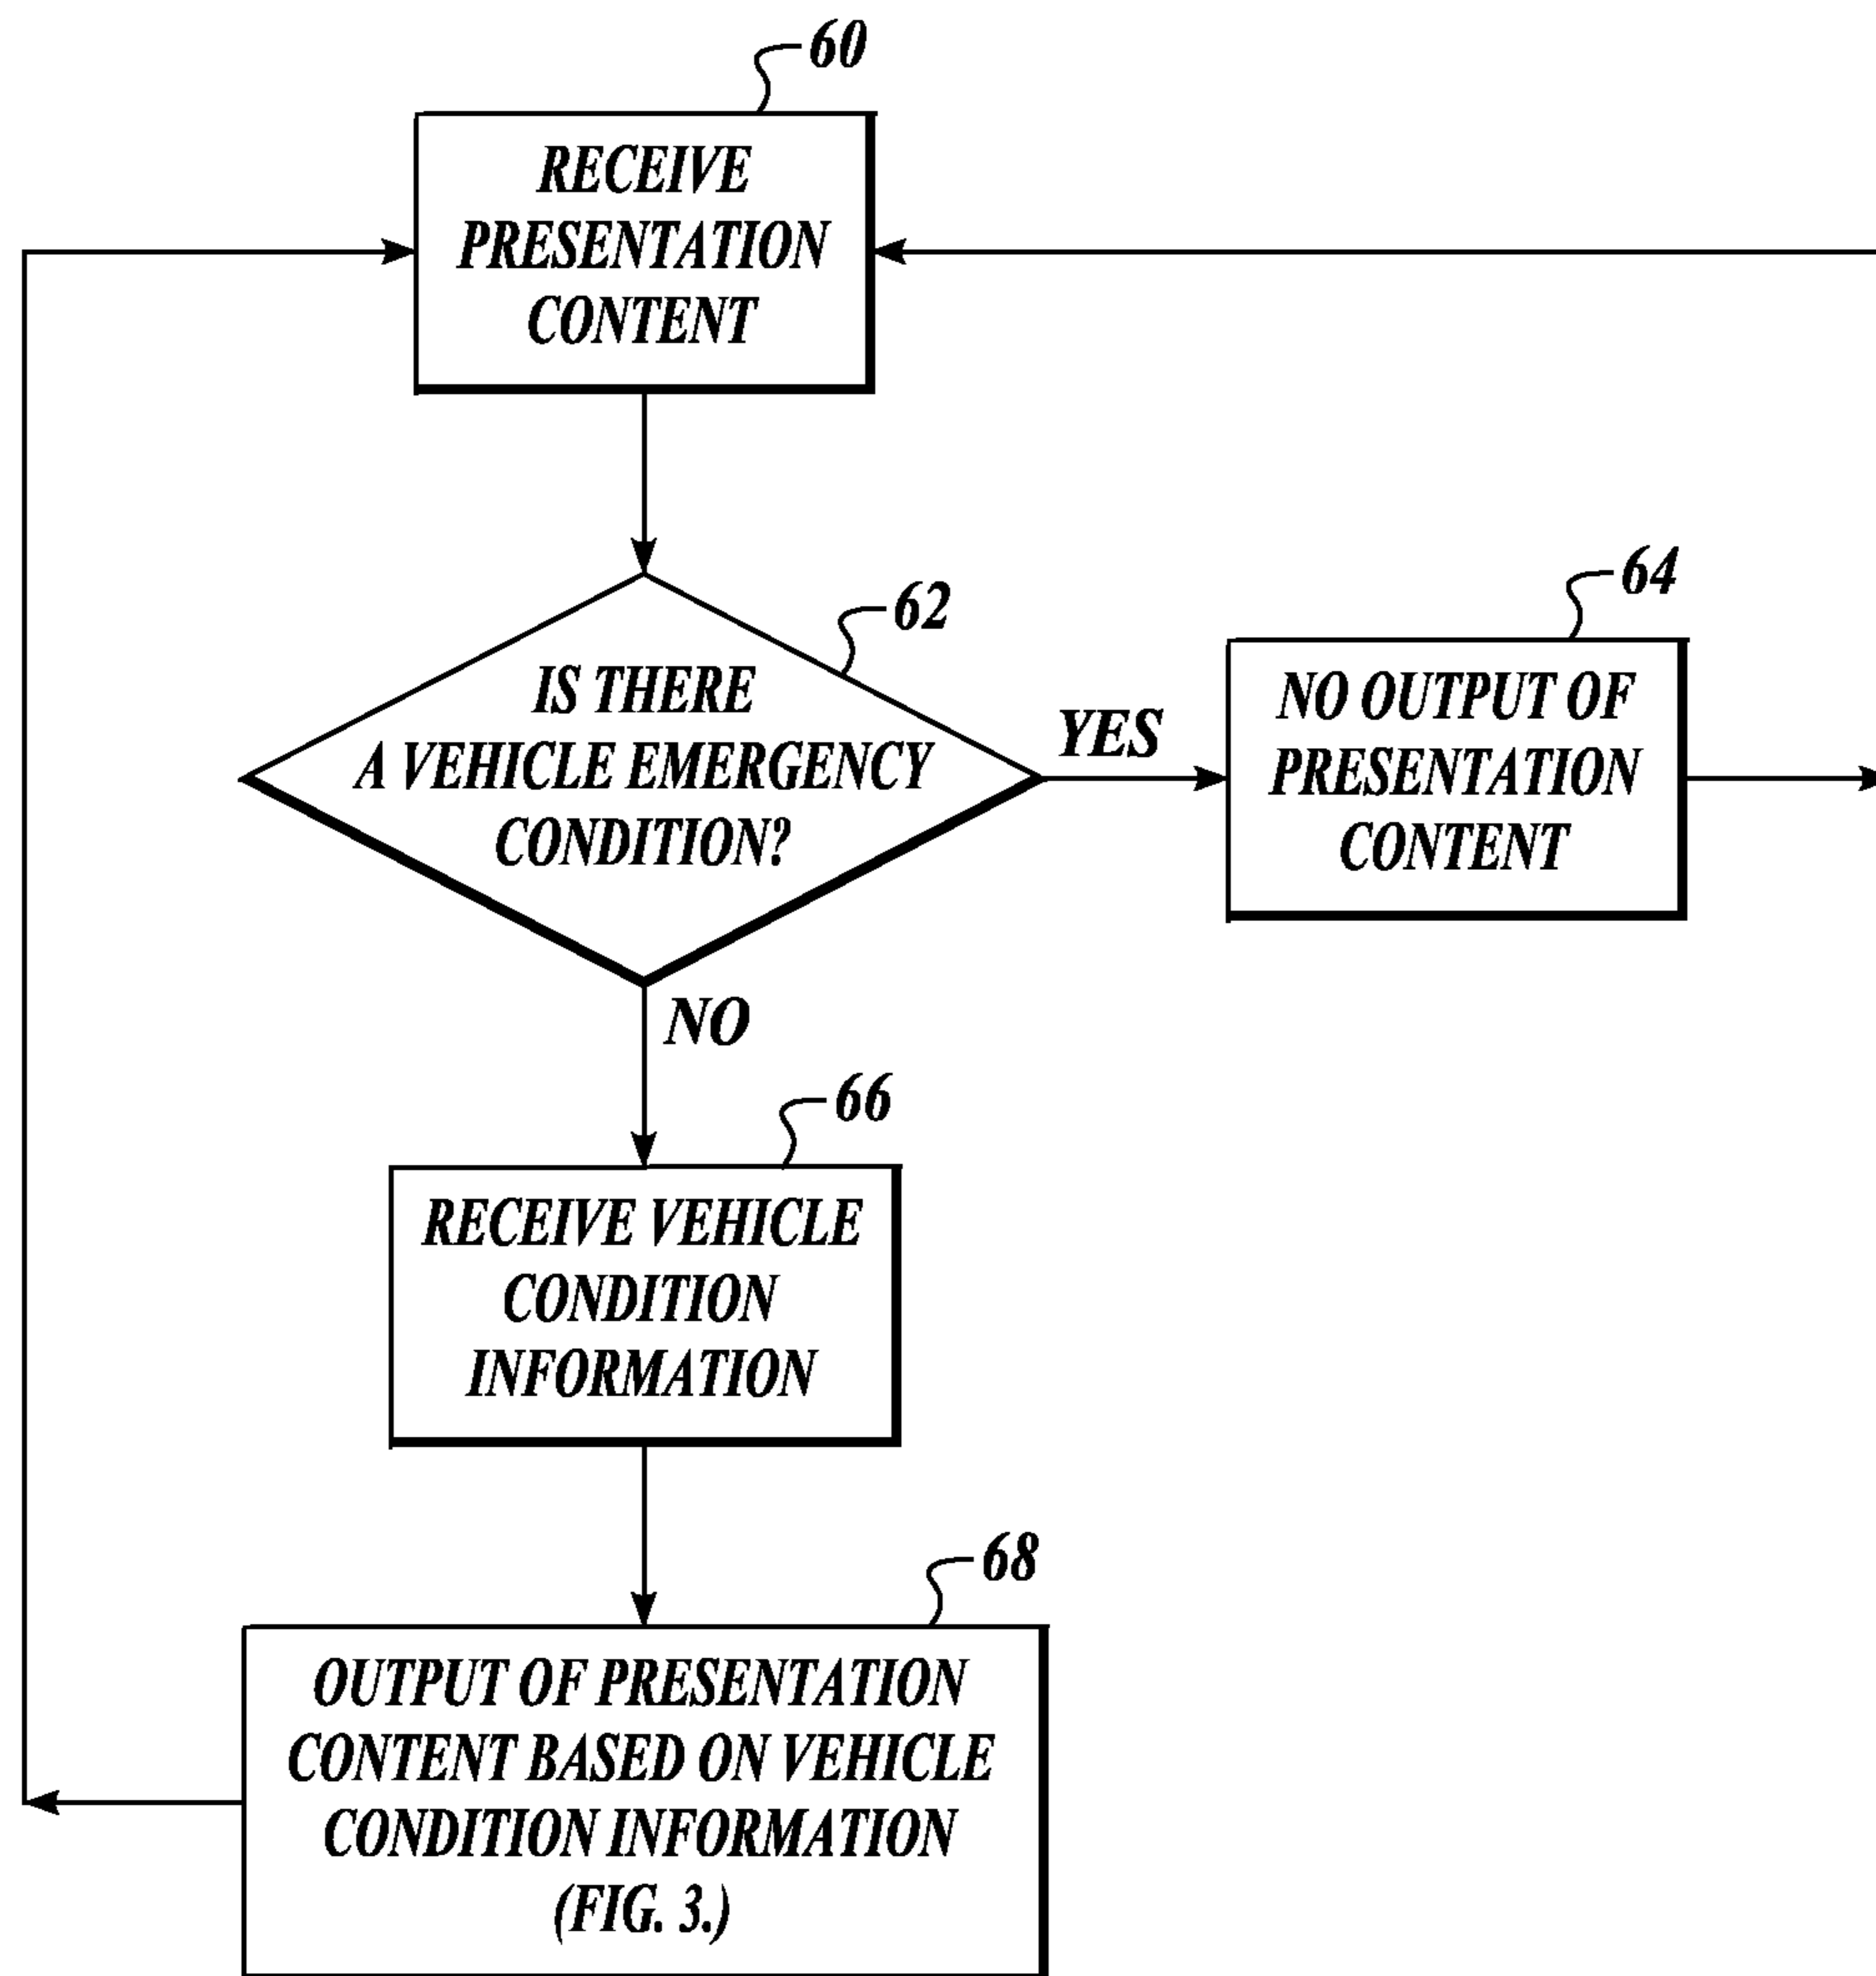 60
RECEIVE
PRESENTATION
CONTENT
62
IS THERE
A VEHICLE EMERGENCY
CONDITION?
YES
64
NO OUTPUT OF
PRESENTATION
CONTENT
NO
66
RECEIVE VEHICLE
CONDITION
INFORMATION
68
OUTPUT OF PRESENTATION
CONTENT BASED ON VEHICLE
CONDITION INFORMATION
(FIG. 3.)